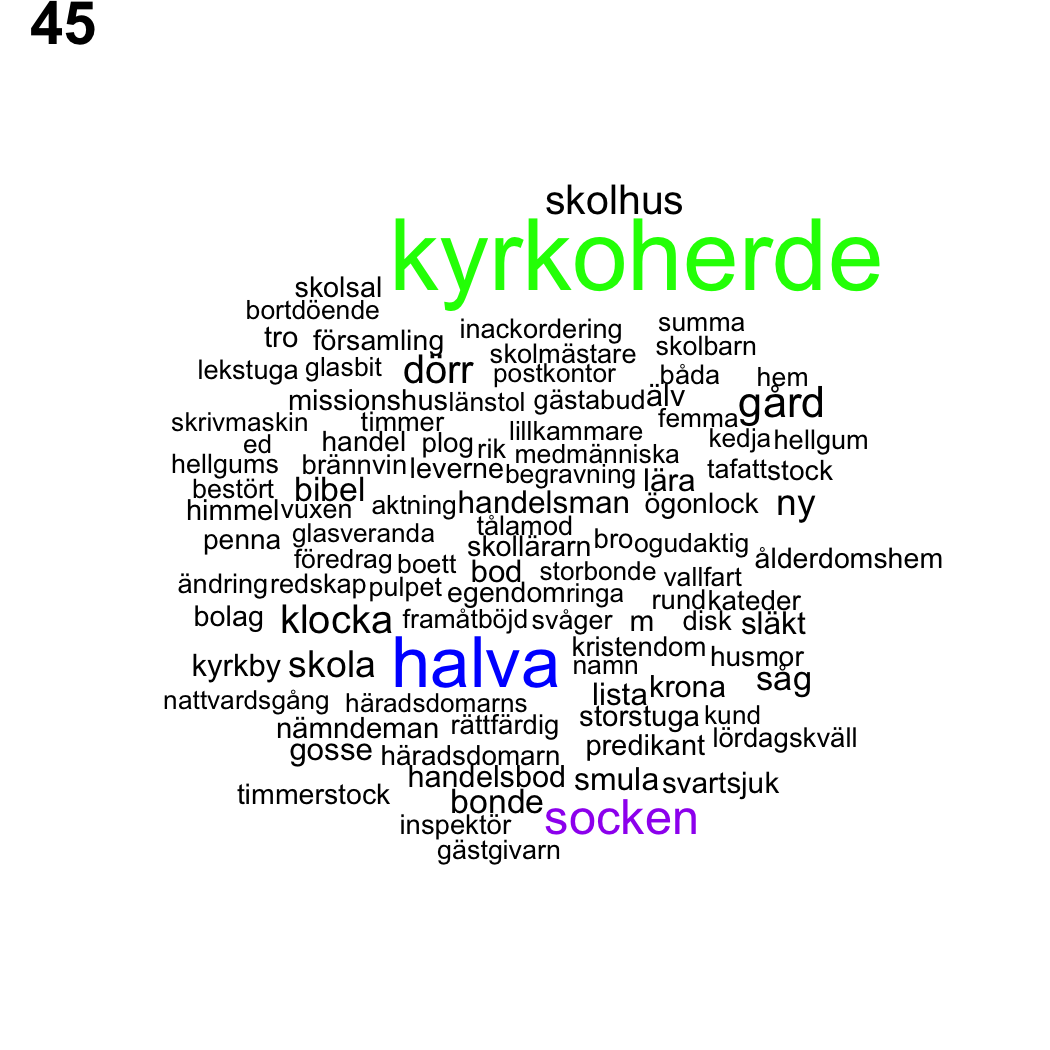 45
skolhus
kyrkoherde
skolsal
bortdöende
tro församling inackordering summa
skolmästare skolbarn
lekstuga glasbit dörr postkontor båda hem
missionshus länstol gästabud älv gård
skrivmaskin timmer femma
ed handel plog rik lillkammare kedja hellgum
hellgums brännvin leverne medmänniska
begravning lära tafatt stock
bestört bibel aktning handelsman ögonlock ny
himmel vuxen
penna glasveranda tålamod
skollärarn bro ogudaktig
föredrag boett bod storbonde vallfart ålderdomshem
ändring redskap pulpet egendom ringa rund kateder
bolag klocka framåtböjd svåger m disk släkt
kyrkby skola halva kristendom husmor
namn såg
nattvardsgång häradsdomarns lista krona
nämndeman rättfärdig storstuga kund
gosse häradsdomarn predikant lördagskväll
handelsbod smula svartsjuk
timmerstock bonde socken
inspektör
gästgivarn